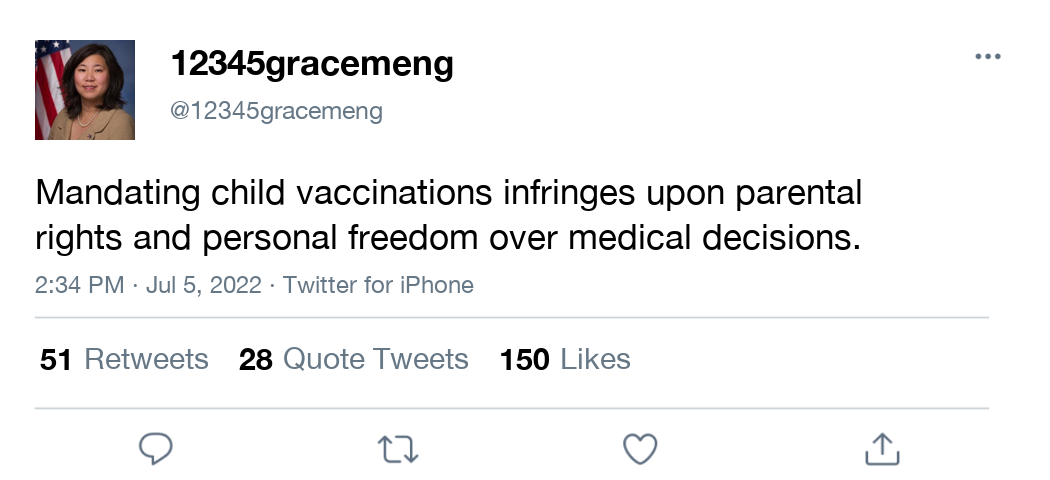 12345gracemeng
@12345gracemeng
Mandating child vaccinations infringes upon parental
rights and personal freedom over medical decisions.
2:34 PM · Jul 5, 2022 · Twitter for iPhone
51 Retweets 28 Quote Tweets 150 Likes